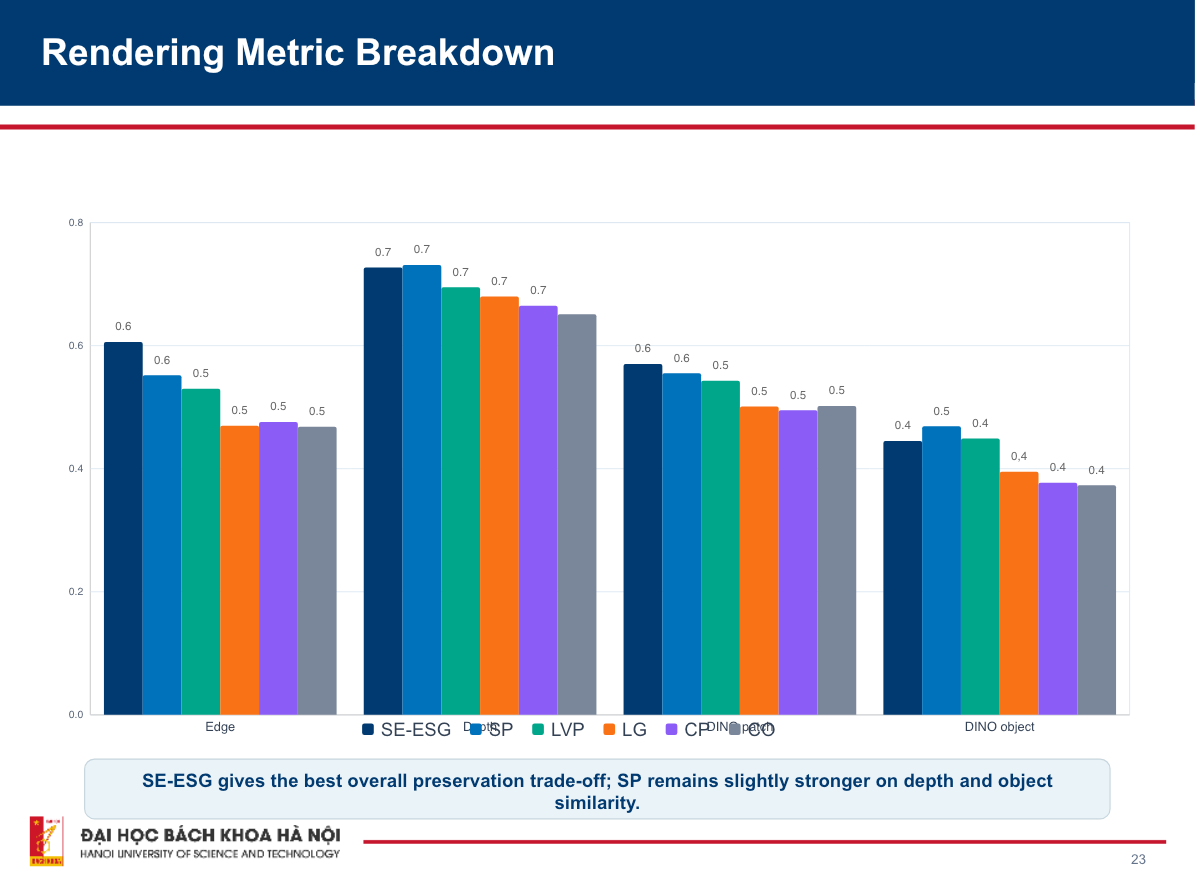 Rendering Metric Breakdown
0.8
0.6
0.4
0.2
0.0
0.6
0.6
0.5
0.5
0.5
0.5
0.7
0.7
0.7
0.7
0.7
0.6
0.6
0.5
0.5
0.5
0.5
0.4
0.5
0.4
0.4
0.4
0.4
Edge
Depth
DINO patch
DINO object
SE-ESG
SP
LVP
LG
CP
CO
SE-ESG gives the best overall preservation trade-off; SP remains slightly stronger on depth and object
similarity.
ĐẠI HỌC BÁCH KHOA HÀ NỘI
HANOI UNIVERSITY OF SCIENCE AND TECHNOLOGY
23